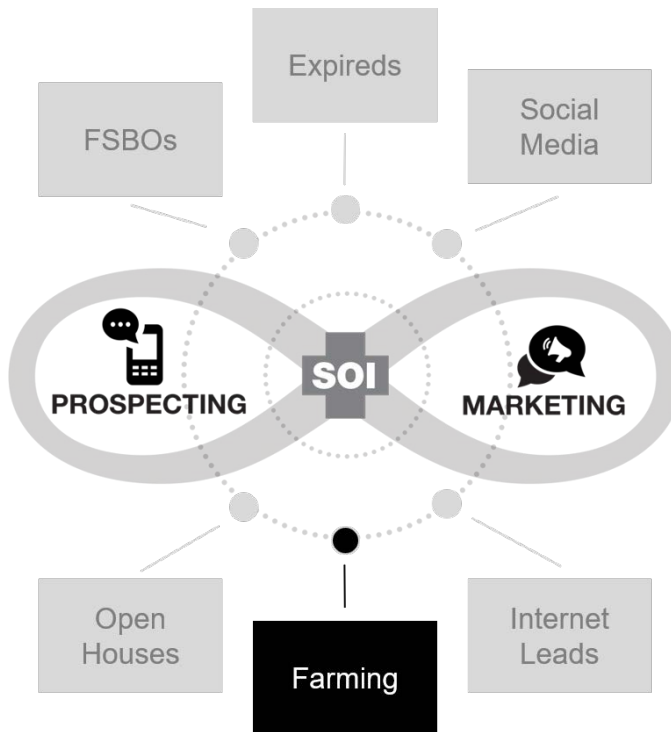 Expireds
FSBOs
Social
Media
PROSPECTING
SOI
MARKETING
Open
Houses
Farming
Internet
Leads